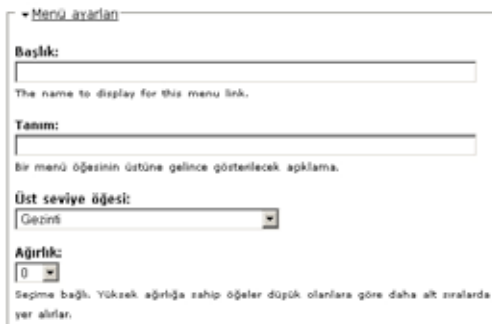 Menü ayarları
Başlık:
The name to display for this menu link.
Tanım:
Bir menü öğesinin üstüne gelince gösterilecek açıklama.
Üst seviye öğesi:
Gezinti
Ağırlık:
0
Seçime bağlı. Yüksek ağırlığa sahip öğeler düşük olanlara göre daha alt sıralarda
yer alırlar.